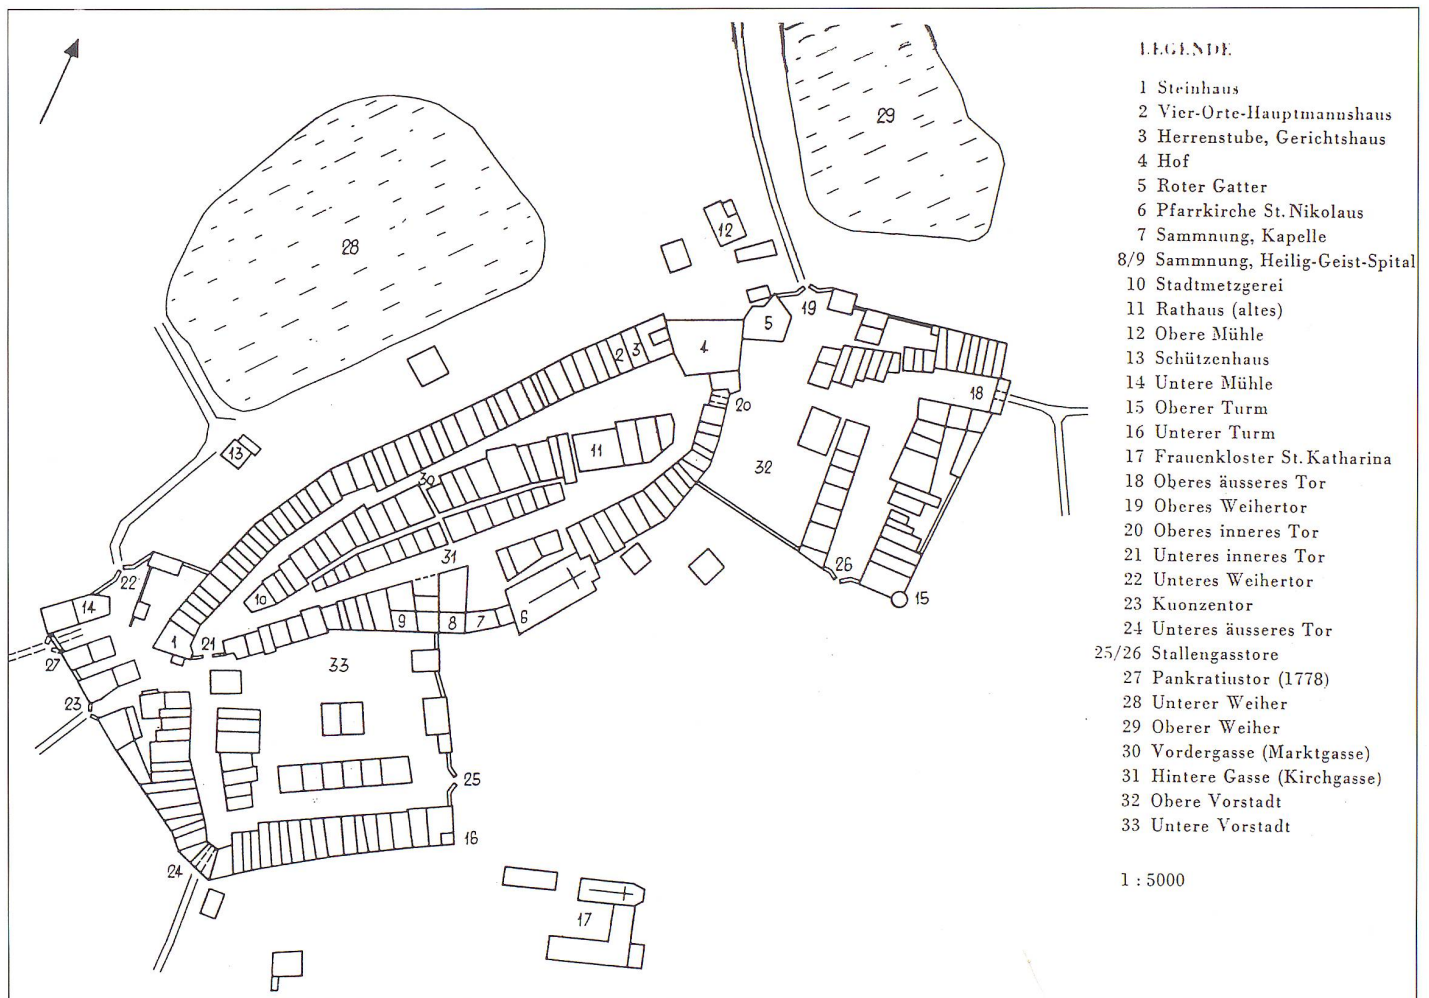 LEGENDE
1 Steinhaus
2 Vier-Orte-Hauptmannshaus
3 Herrenstube, Gerichtshaus
4 Hof
5 Roter Gatter
6 Pfarrkirche St. Nikolaus
7 Sammnung, Kapelle
8/9 Sammnung, Heilig-Geist-Spital
10 Stadtmetzgerei
11 Rathaus (altes)
12 Obere Mühle
13 Schützenhaus
14 Untere Mühle
15 Oberer Turm
16 Unterer Turm
17 Frauenkloster St. Katharina
18 Oberes äusseres Tor
19 Oberes Weihertor
20 Oberes inneres Tor
21 Unteres inneres Tor
22 Unteres Weihertor
23 Kuonzentor
24 Unteres äusseres Tor
25/26 Stallengasstore
27 Pankratiustor (1778)
28 Unterer Weiher
29 Oberer Weiher
30 Vordergasse (Marktgasse)
31 Hintere Gasse (Kirchgasse)
32 Obere Vorstadt
33 Untere Vorstadt
1 : 5000
29
28
12
19
5
4
3
2
18
20
13
11
32
30
31
26
15
22
10
14
9
8
7
6
1
21
27
33
23
25
16
24
17